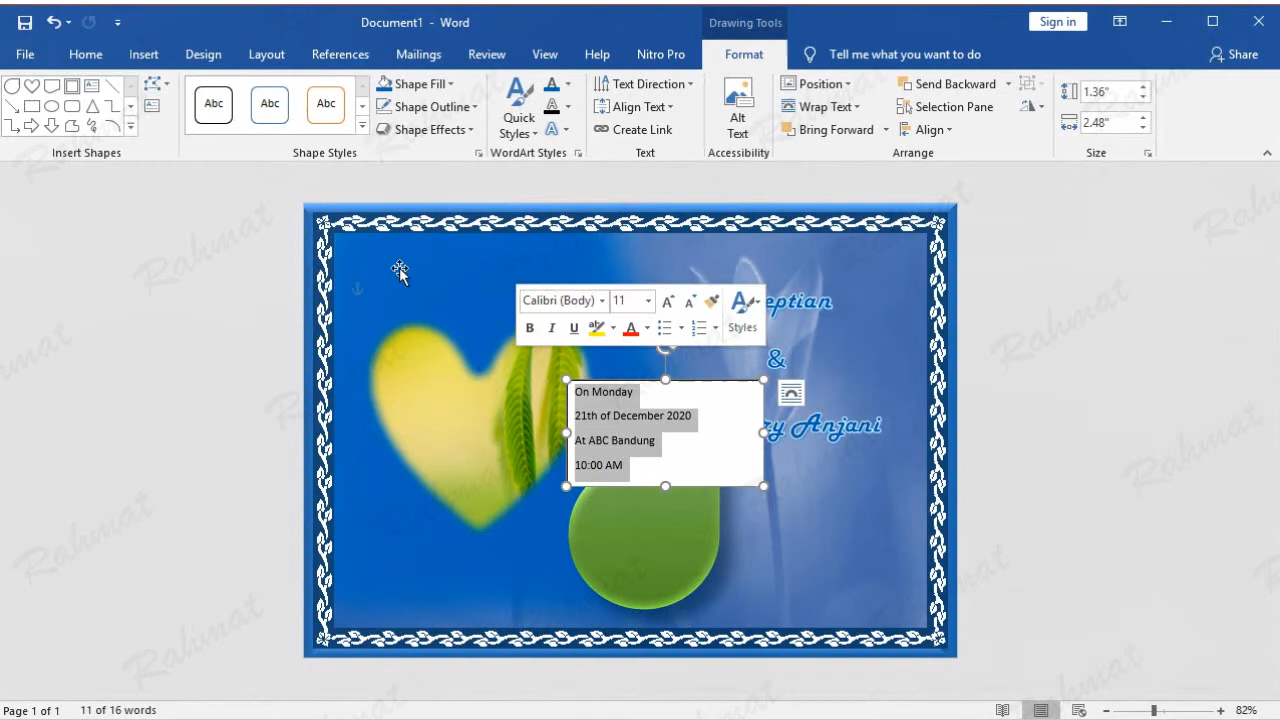 Document1 - Word
Drawing Tools
Sign in
File
Home
Insert
Design
Layout
References
Mailings
Review
View
Help
Nitro Pro
Format
Tell me what you want to do
Share
Abc
Abc
Abc
Shape Fill
Shape Outline
Shape Effects
Quick
Styles
Text Direction
Align Text
Create Link
Alt
Text
Position
Wrap Text
Bring Forward
Send Backward
Selection Pane
Align
1.36"
2.48"
Insert Shapes
Shape Styles
WordArt Styles
Text
Accessibility
Arrange
Size
Calibri (Body)
11
B I U
Styles
&
Anjani
On Monday
21th of December 2020
At ABC Bandung
10:00 AM
Rahmat
Page 1 of 1
11 of 16 words
82%